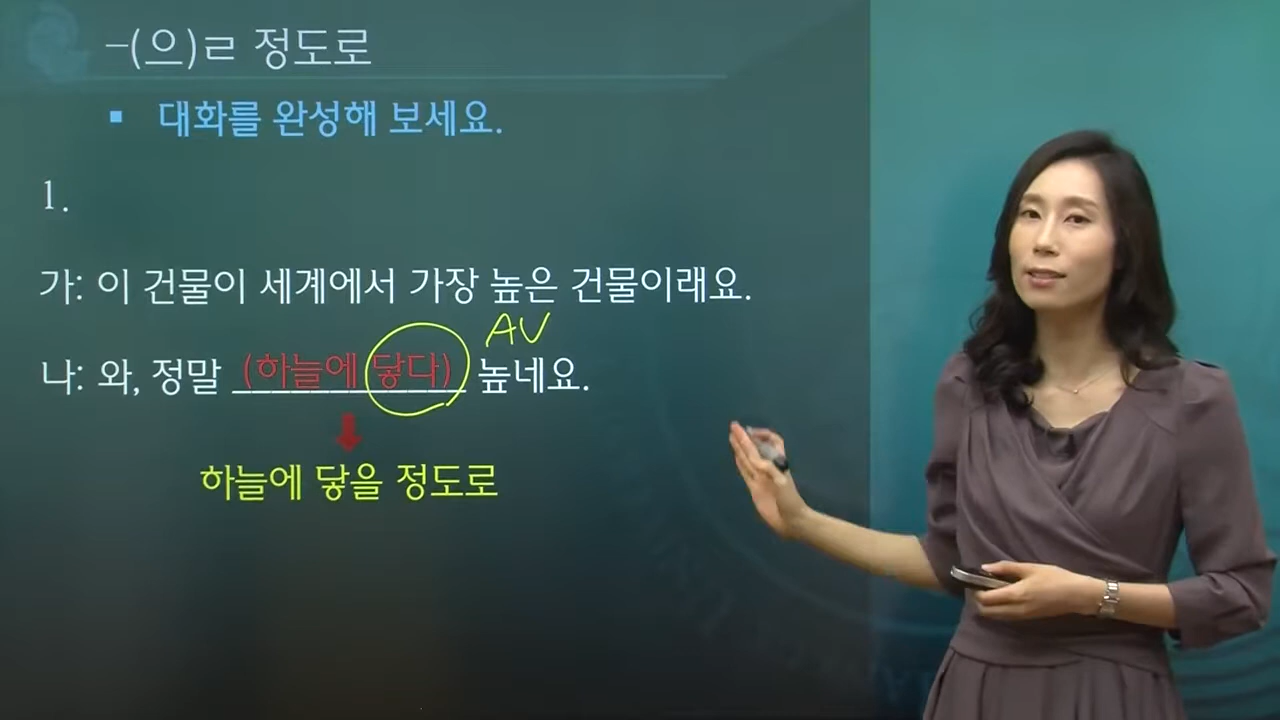 -(으)ㄹ 정도로
▪ 대화를 완성해 보세요.
1.
가: 이 건물이 세계에서 가장 높은 건물이래요.
AV
나: 와, 정말 (하늘에 닿다) 높네요.
하늘에 닿을 정도로